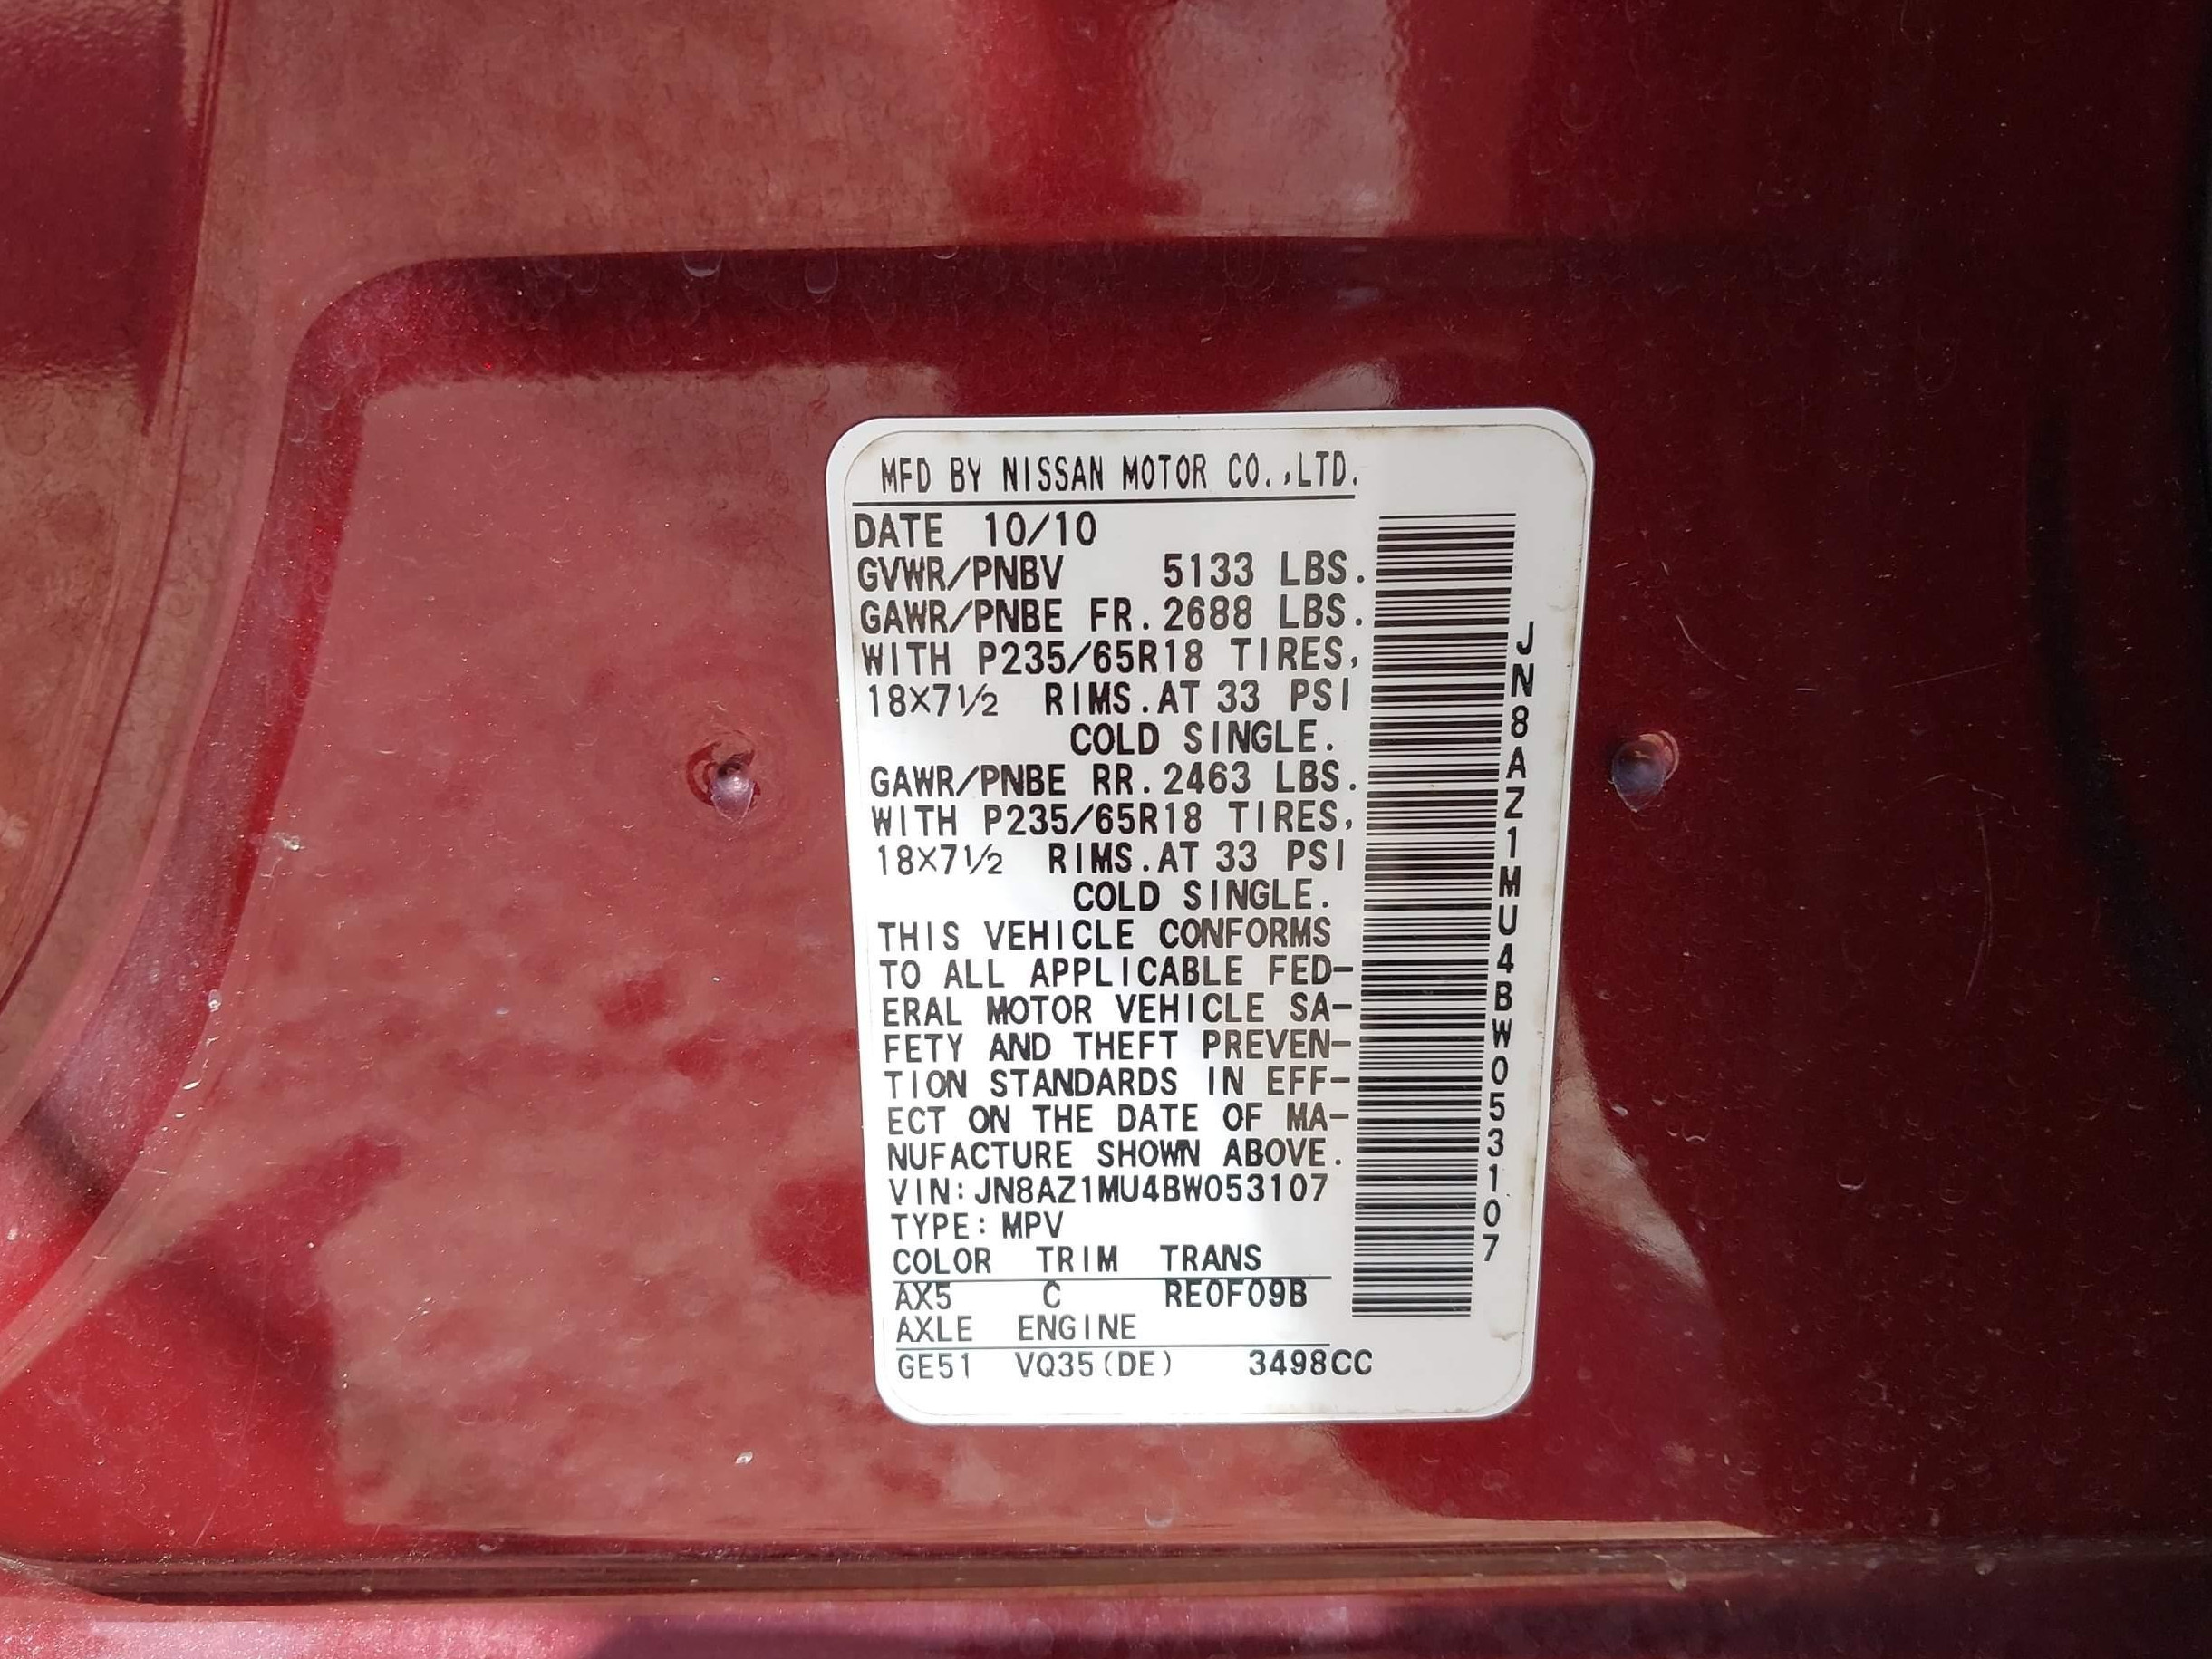 MFD BY NISSAN MOTOR CO.,LTD.
DATE 10/10
GVWR/PNBV 5133 LBS.
GAWR/PNBE FR. 2688 LBS.
WITH P235/65R18 TIRES,
18×7½ RIMS. AT 33 PSI
COLD SINGLE.
GAWR/PNBE RR. 2463 LBS.
WITH P235/65R18 TIRES,
18×7½ RIMS. AT 33 PSI
COLD SINGLE.
THIS VEHICLE CONFORMS
TO ALL APPLICABLE FED-
ERAL MOTOR VEHICLE SA-
FETY AND THEFT PREVEN-
TION STANDARDS IN EFF-
ECT ON THE DATE OF MA-
NUFACTURE SHOWN ABOVE.
VIN: JN8AZ1MU4BW053107
TYPE: MPV
COLOR TRIM TRANS
AX5 C RE0F09B
AXLE ENGINE
GE51 VQ35(DE) 3498CC
JN8AZ1MU4BW053107